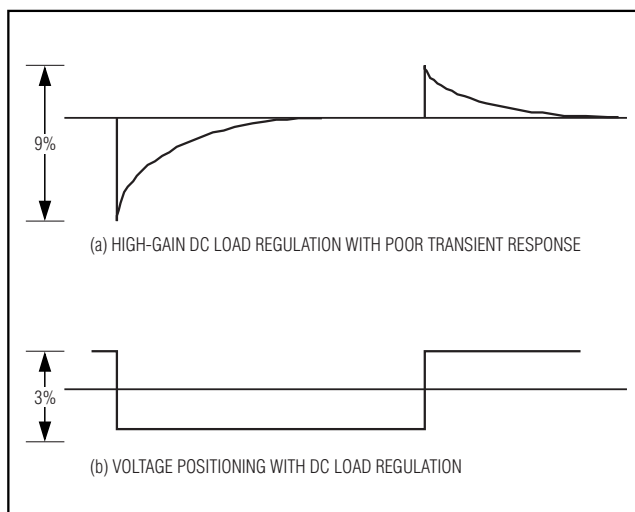 9%
(a) HIGH-GAIN DC LOAD REGULATION WITH POOR TRANSIENT RESPONSE
3%
(b) VOLTAGE POSITIONING WITH DC LOAD REGULATION